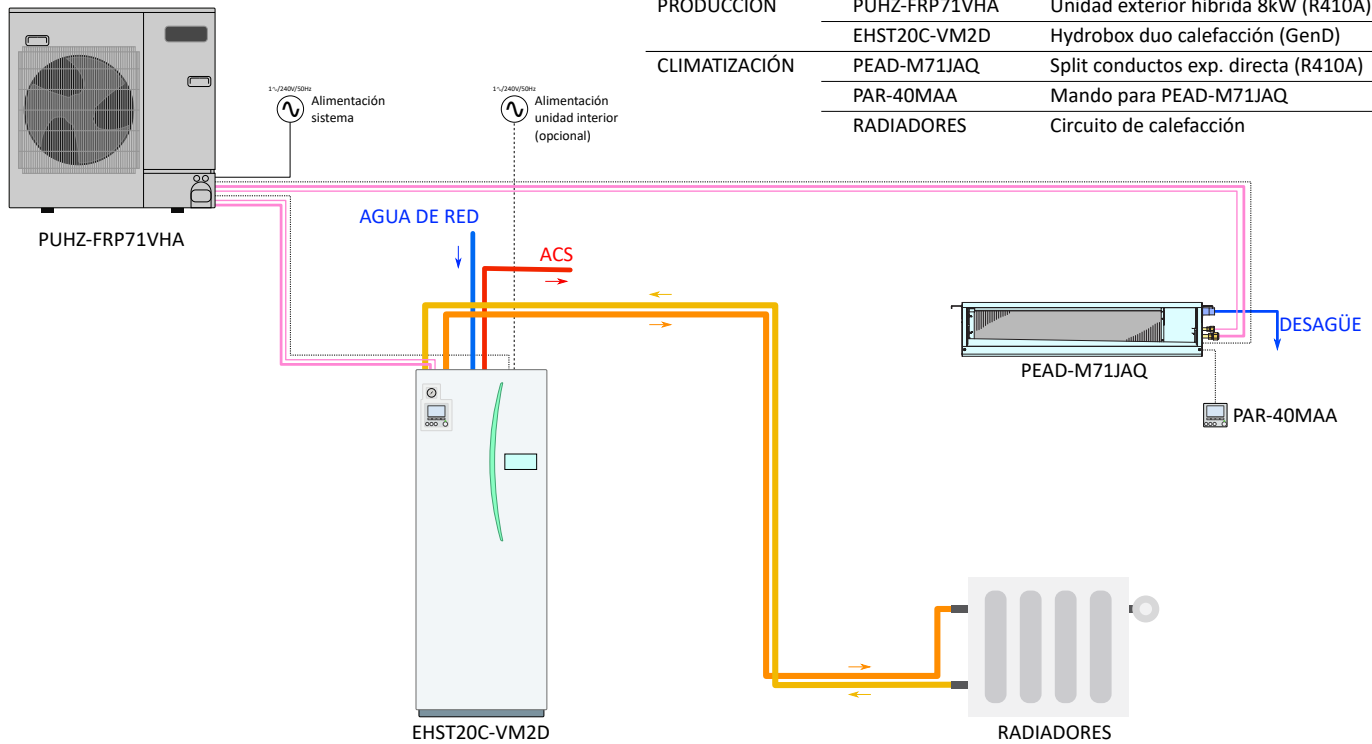 PRODUCCIÓN PUHZ-FRP71VHA Unidad exterior híbrida 8kW (R410A)
EHST20C-VM2D Hydrobox duo calefacción (GenD)
CLIMATIZACIÓN PEAD-M71JAQ Split conductos exp. directa (R410A)
PAR-40MAA Mando para PEAD-M71JAQ
RADIADORES Circuito de calefacción
1~/240V/50Hz
Alimentación
sistema
1~/240V/50Hz
Alimentación
unidad interior
(opcional)
PUHZ-FRP71VHA
AGUA DE RED
ACS
DESAGÜE
PEAD-M71JAQ
PAR-40MAA
EHST20C-VM2D
RADIADORES